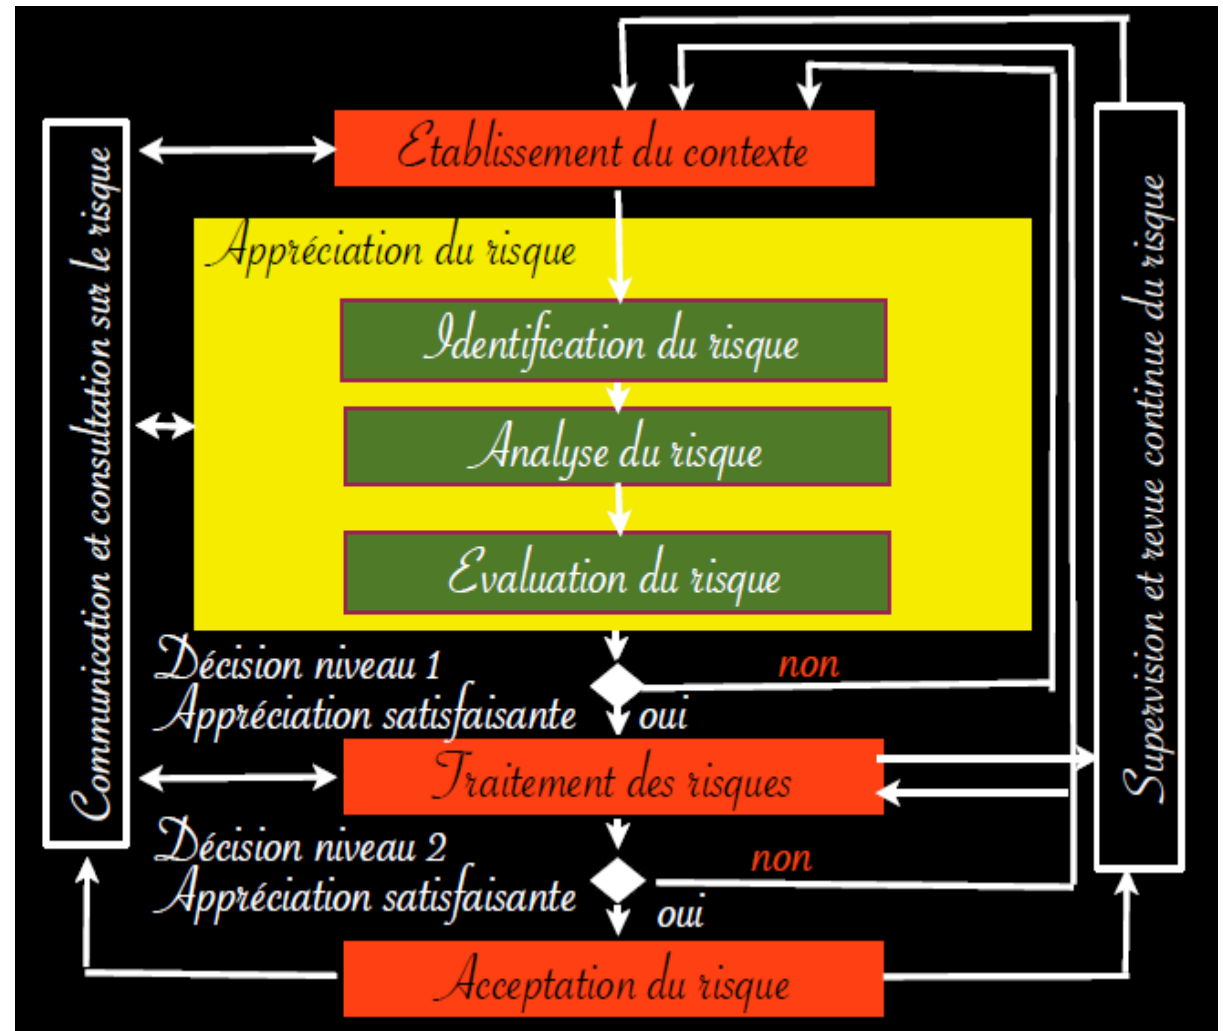 Etablissement du contexte
Communication et consultation sur le risque
Supervision et revue continue du risque
Appréciation du risque
Identification du risque
Analyse du risque
Evaluation du risque
Décision niveau 1
non
Appréciation satisfaisante
oui
Traitement des risques
Décision niveau 2
non
Appréciation satisfaisante
oui
Acceptation du risque